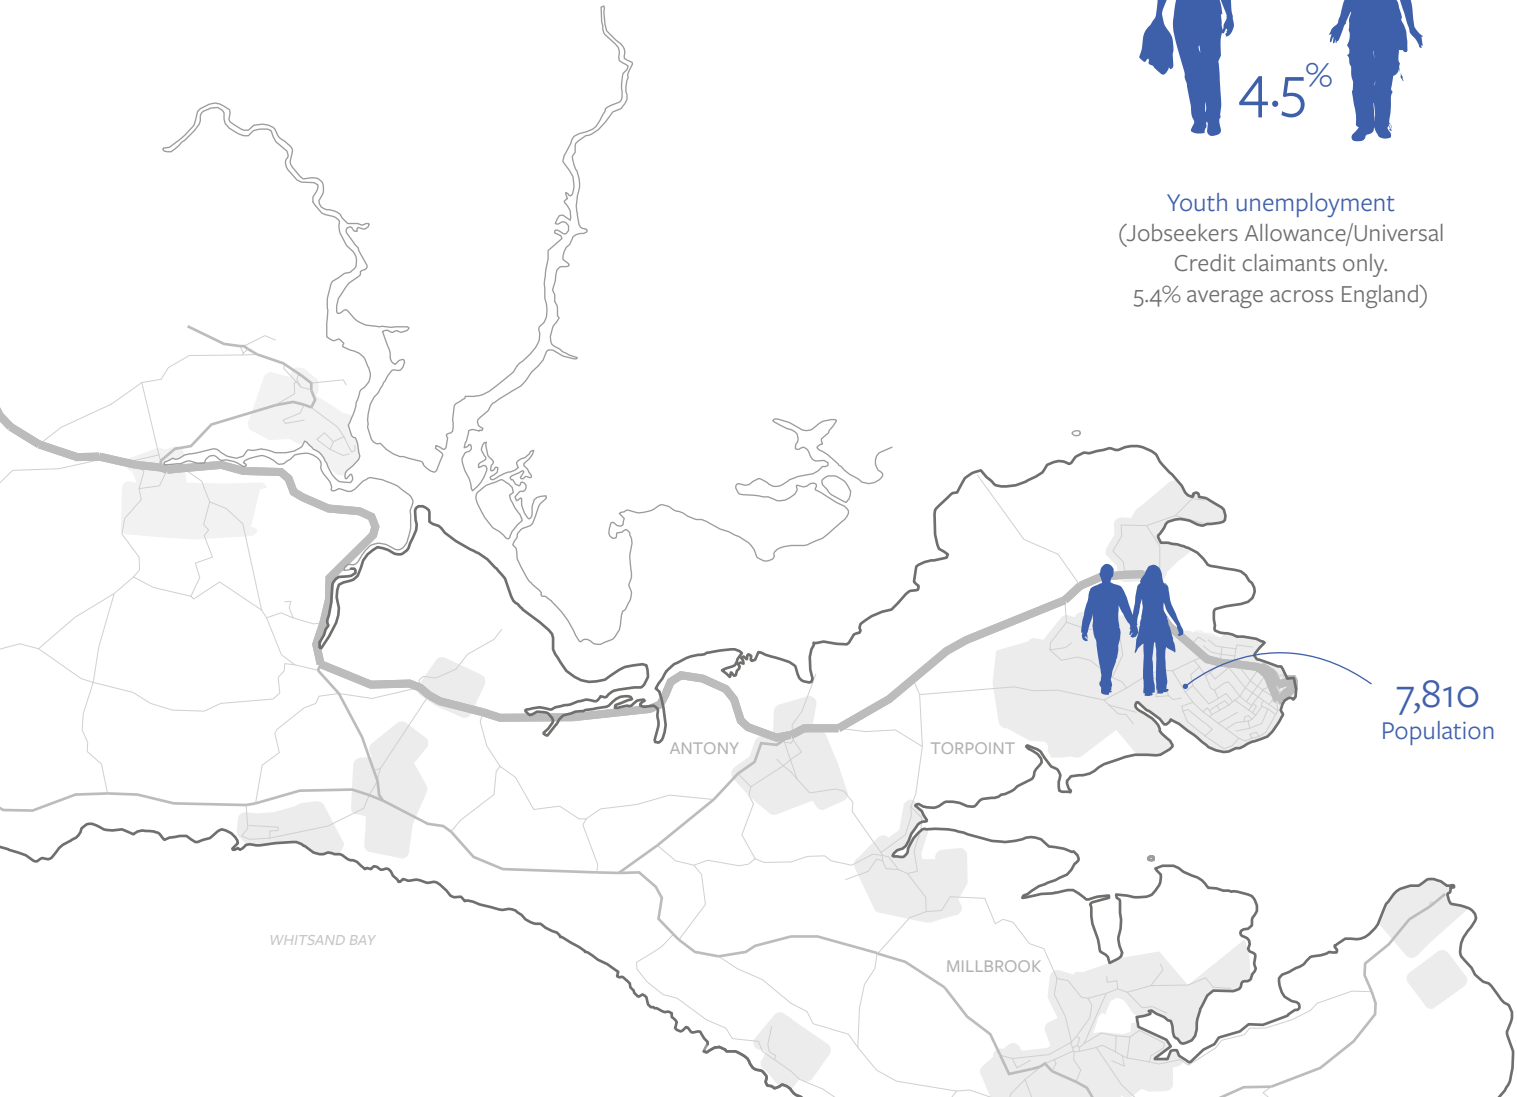 4.5%
Youth unemployment
(Jobseekers Allowance/Universal
Credit claimants only.
5.4% average across England)
7,810
Population
ANTONY
TORPOINT
WHITSAND BAY
MILLBROOK